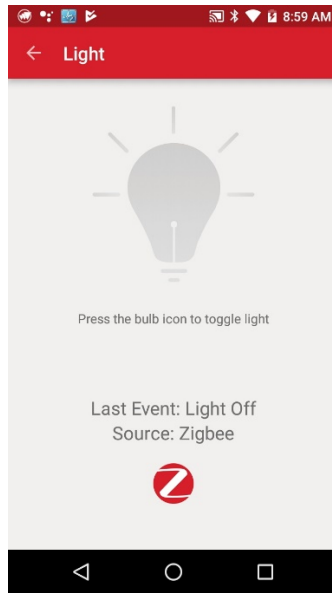 8:59 AM
Light
Press the bulb icon to toggle light
Last Event: Light Off
Source: Zigbee